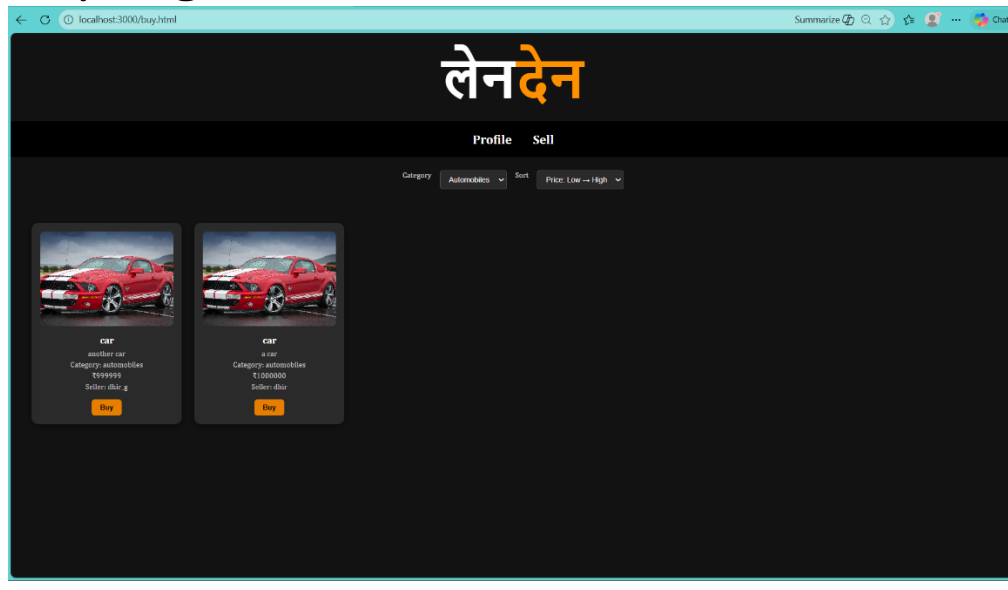 localhost:3000/buy.html Summarize ... Chat
लेनदेन
Profile Sell
Category Automobiles Sort Price: Low → High
car
another car
Category: automobiles
₹999999
Seller: dhir_g
Buy
car
a car
Category: automobiles
₹1000000
Seller: dhir
Buy